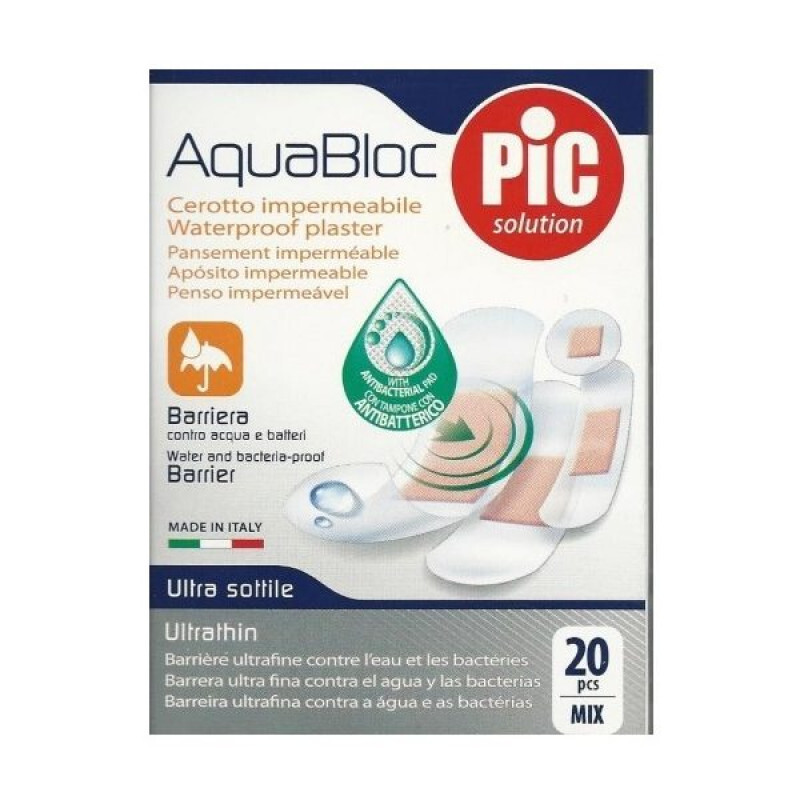 AquaBloc
PiC
solution
Cerotto impermeabile
Waterproof plaster
Pansement imperméable
Apósito impermeable
Penso impermeável
WITH
ANTIBACTERIAL PAD
CON TAMPONE CON
ANTIBATTERICO
Barriera
contro acqua e batteri
Water and bacteria-proof
Barrier
MADE IN ITALY
Ultra sottile
Ultrathin
Barrière ultrafine contre l'eau et les bactéries
Barrera ultra fina contra el agua y las bacterias
Barreira ultrafina contra a água e as bactérias
20
pcs
MIX